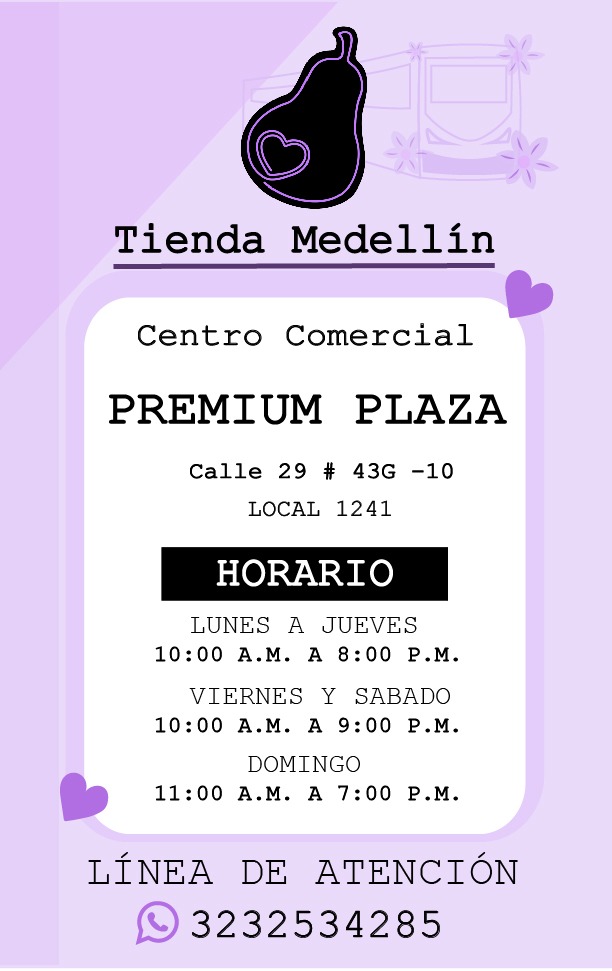 Tienda Medellín
Centro Comercial
PREMIUM PLAZA
Calle 29 # 43G -10
LOCAL 1241
HORARIO
LUNES A JUEVES
10:00 A.M. A 8:00 P.M.
VIERNES Y SABADO
10:00 A.M. A 9:00 P.M.
DOMINGO
11:00 A.M. A 7:00 P.M.
LÍNEA DE ATENCIÓN
3232534285